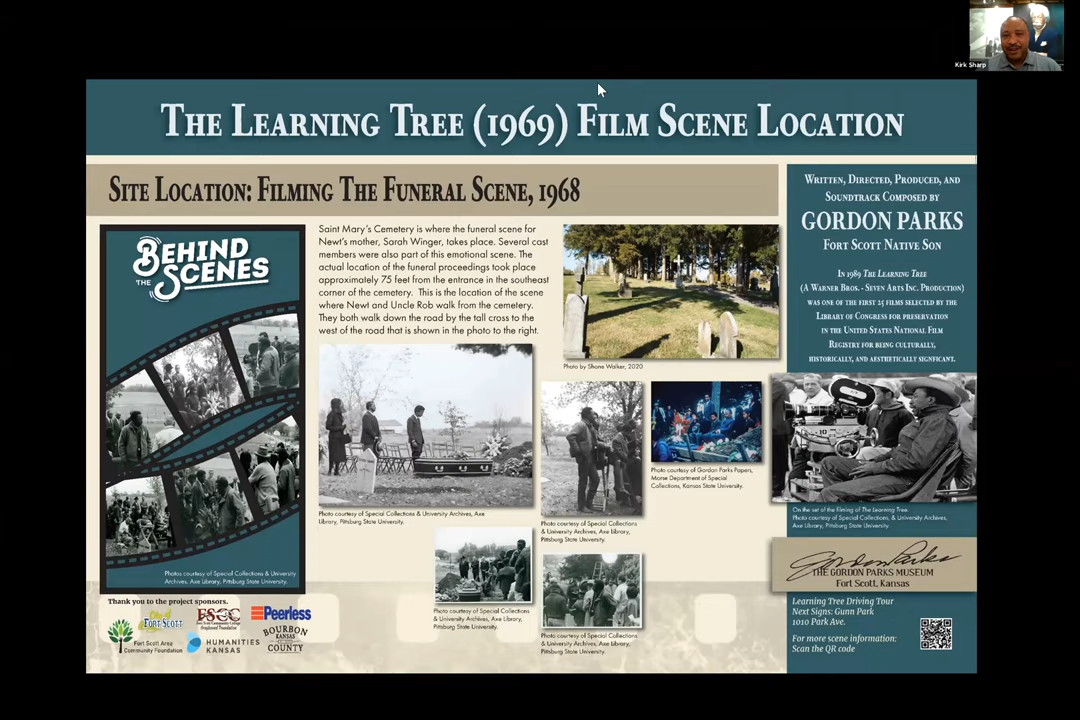 Kirk Sharp
THE LEARNING TREE (1969) FILM SCENE LOCATION
SITE LOCATION: FILMING THE FUNERAL SCENE, 1968
BEHIND
THE
SCENES
Photos courtesy of Special Collections & University
Archives, Axe Library, Pittsburg State University.
Saint Mary's Cemetery is where the funeral scene for
Newt's mother, Sarah Winger, takes place. Several cast
members were also part of this emotional scene. The
actual location of the funeral proceedings took place
approximately 75 feet from the entrance in the southeast
corner of the cemetery. This is the location of the scene
where Newt and Uncle Rob walk from the cemetery.
They both walk down the road by the tall cross to the
west of the road that is shown in the photo to the right.
Photo by Shane Walker, 2020
Photo courtesy of Special Collections & University Archives, Axe
Library, Pittsburg State University.
Photo courtesy of Special Collections
& University Archives, Axe Library,
Pittsburg State University.
Photo courtesy of Gordon Parks Papers,
Morse Department of Special
Collections, Kansas State University.
Photo courtesy of Special Collections
& University Archives, Axe Library,
Pittsburg State University.
Photo courtesy of Special Collections
& University Archives, Axe Library,
Pittsburg State University.
WRITTEN, DIRECTED, PRODUCED, AND
SOUNDTRACK COMPOSED BY
GORDON PARKS
FORT SCOTT NATIVE SON
IN 1989 THE LEARNING TREE
(A WARNER BROS. - SEVEN ARTS INC. PRODUCTION)
WAS ONE OF THE FIRST 25 FILMS SELECTED BY THE
LIBRARY OF CONGRESS FOR PRESERVATION
IN THE UNITED STATES NATIONAL FILM
REGISTRY FOR BEING CULTURALLY,
HISTORICALLY, AND AESTHETICALLY SIGNFICANT.
On the set of the filming of The Learning Tree.
Photo courtesy of Special Collections, & University Archives,
Axe Library, Pittsburg State University.
Gordon Parks
THE GORDON PARKS MUSEUM
Fort Scott, Kansas
Learning Tree Driving Tour
Next Signs: Gunn Park
1010 Park Ave.
For more scene information:
Scan the QR code
Thank you to the project sponsors.
City of
FORT SCOTT
FSCC
Peerless
Fort Scott Area
Community Foundation
HUMANITIES
KANSAS
BOURBON
KANSAS
COUNTY